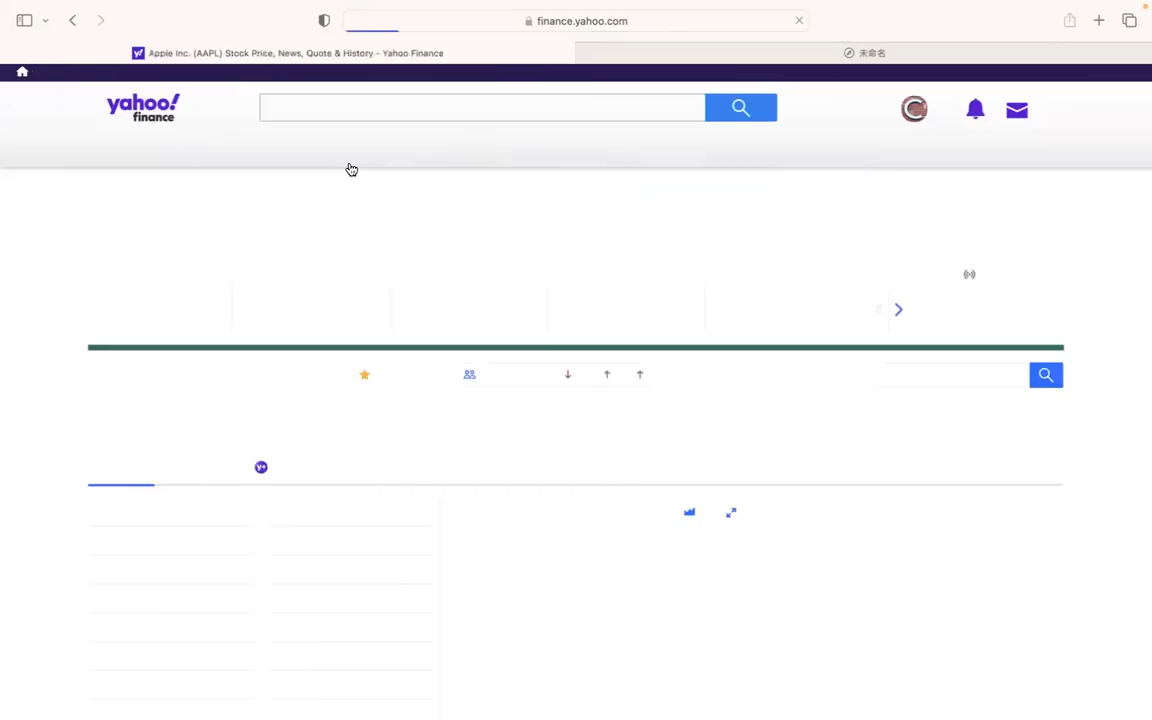 finance.yahoo.com
Apple Inc. (AAPL) Stock Price, News, Quote & History - Yahoo Finance
未命名
yahoo!
finance
y+